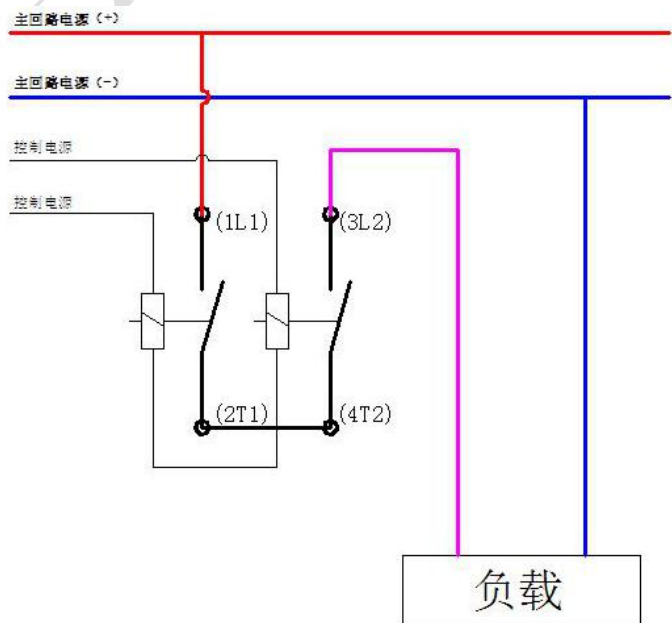 主回路电源（+）
主回路电源（-）
控制电源
控制电源
(1L1)
(3L2)
(2T1)
(4T2)
负载